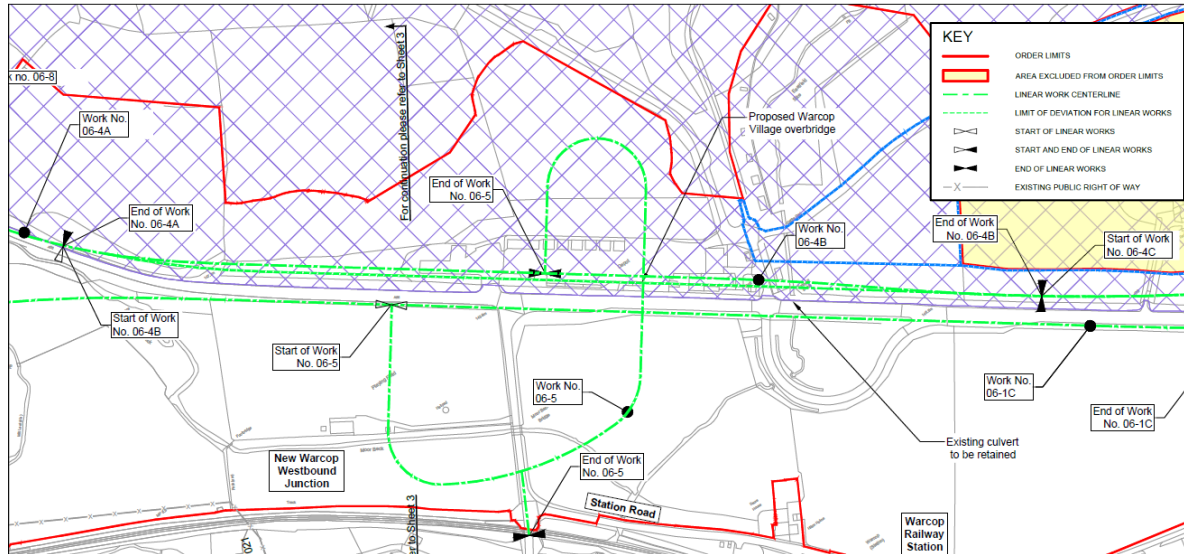 KEY
ORDER LIMITS
AREA EXCLUDED FROM ORDER LIMITS
LINEAR WORK CENTERLINE
LIMIT OF DEVIATION FOR LINEAR WORKS
START OF LINEAR WORKS
START AND END OF LINEAR WORKS
END OF LINEAR WORKS
X
EXISTING PUBLIC RIGHT OF WAY
For continuation please refer to Sheet 3
k no. 06-8
Work No.
06-4A
Proposed Warcop
Village overbridge
End of Work
No. 06-5
End of Work
No. 06-4A
Work No.
06-4B
End of Work
No. 06-4B
Start of Work
No. 06-4C
Start of Work
No. 06-4B
Start of Work
No. 06-5
Playing Field
Work No.
06-5
Work No.
06-1C
End of Work
No. 06-1C
Existing culvert
to be retained
New Warcop
Westbound
Junction
End of Work
No. 06-5
Station Road
er to Sheet 3
Warcop
Railway
Station